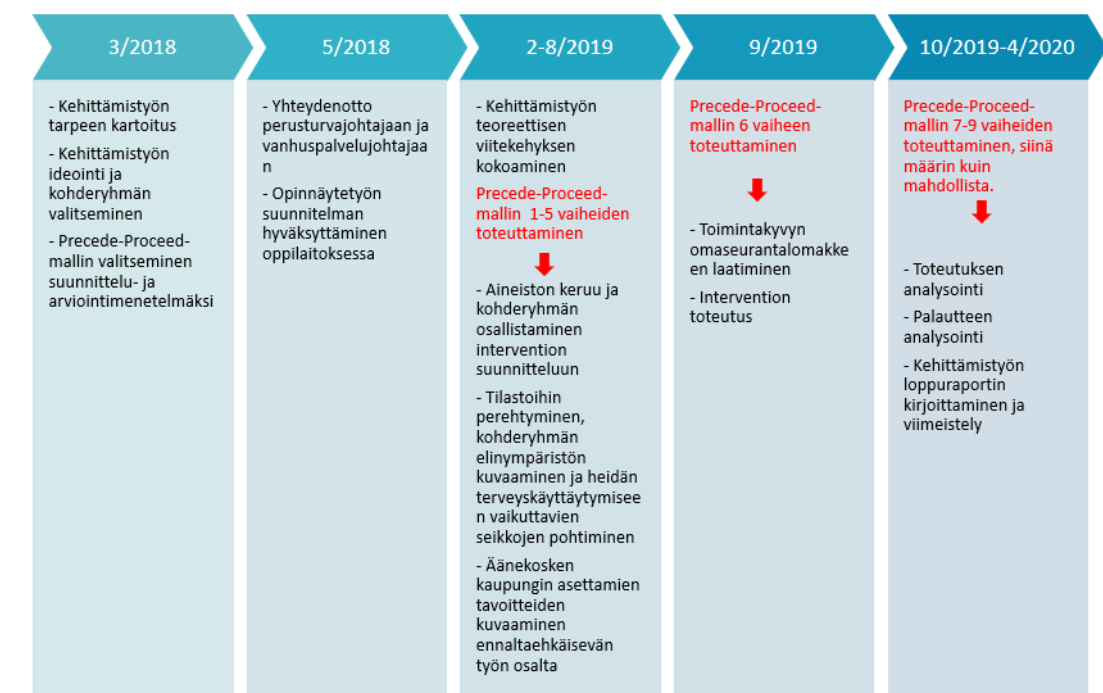 3/2018
- Kehittämistyön
tarpeen kartoitus
- Kehittämistyön
ideointi ja
kohderyhmän
valitseminen
- Precede-Proceed-
mallin valitseminen
suunnittelu- ja
arviointimenetelmäksi
5/2018
- Yhteydenotto
perusturvajohtajaan ja
vanhuspalvelujohtajaa
n
- Opinnäytetyön
suunnitelman
hyväksyttäminen
oppilaitoksessa
2-8/2019
- Kehittämistyön
teoreettisen
viitekehyksen
kokoaminen
Precede-Proceed-
mallin 1-5 vaiheiden
toteuttaminen
- Aineiston keruu ja
kohderyhmän
osallistaminen
intervention
suunnitteluun
- Tilastoihin
perehtyminen,
kohderyhmän
elinympäristön
kuvaaminen ja heidän
terveyskäyttäytymisee
n vaikuttavien
seikkojen pohtiminen
- Äänekosken
kaupungin asettamien
tavoitteiden
kuvaaminen
ennaltaehkäisevän
työn osalta
9/2019
Precede-Proceed-
mallin 6 vaiheen
toteuttaminen
- Toimintakyvyn
omaseurantalomakke
en laatiminen
- Intervention
toteutus
10/2019-4/2020
Precede-Proceed-
mallin 7-9 vaiheiden
toteuttaminen, siinä
määrin kuin
mahdollista.
- Toteutuksen
analysointi
- Palautteen
analysointi
- Kehittämistyön
loppuraportin
kirjoittaminen ja
viimeistely